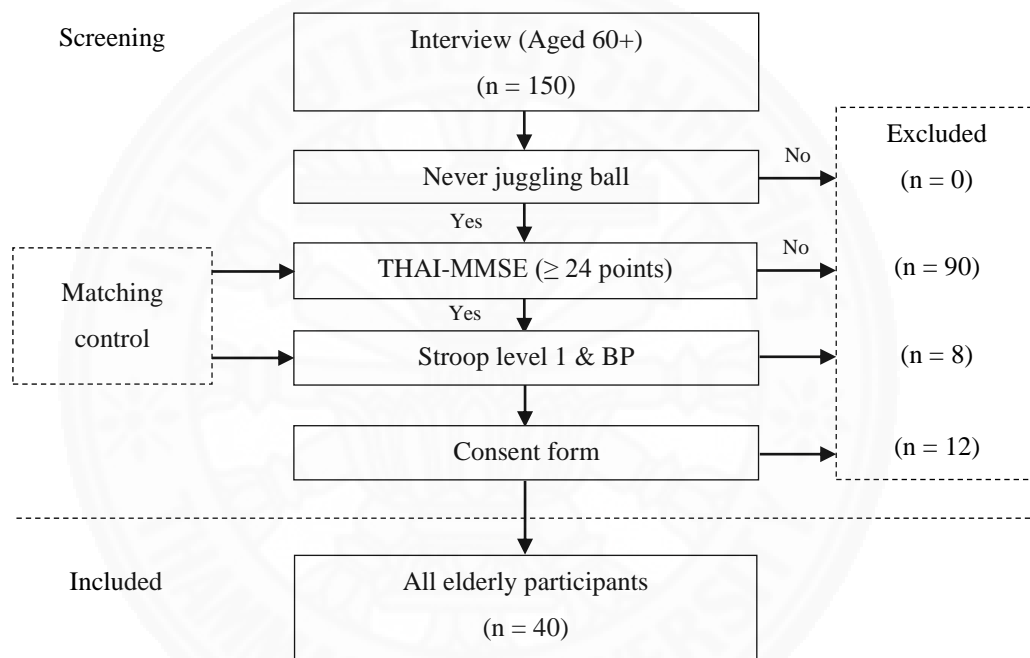 Screening
Interview (Aged 60+)
(n = 150)
Excluded
Never juggling ball
No
(n = 0)
Yes
Matching
control
THAI-MMSE (≥ 24 points)
No
(n = 90)
Yes
Stroop level 1 & BP
(n = 8)
Consent form
(n = 12)
Included
All elderly participants
(n = 40)